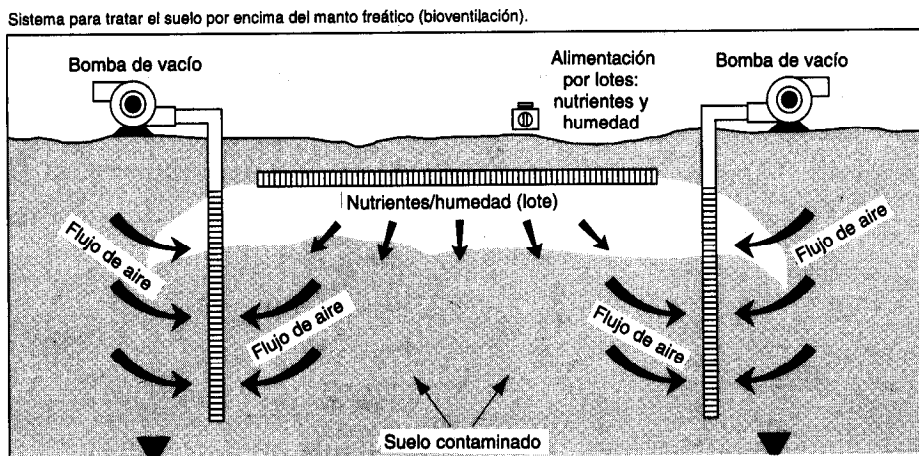 Sistema para tratar el suelo por encima del manto freático (bioventilación).
Bomba de vacío
Alimentación
por lotes:
nutrientes y
humedad
Bomba de vacío
Nutrientes/humedad (lote)
Flujo de aire
Flujo de aire
Flujo de aire
Flujo de aire
Suelo contaminado